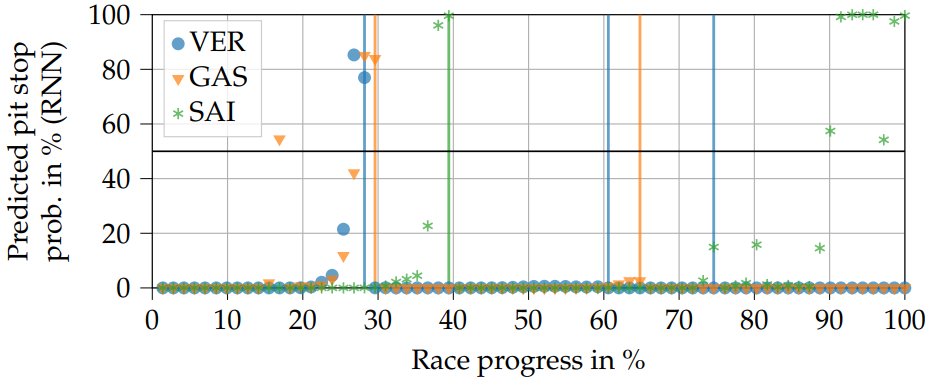 Predicted pit stop
prob. in % (RNN)
100
80
60
40
20
0
VER
GAS
SAI
0 10 20 30 40 50 60 70 80 90 100
Race progress in %